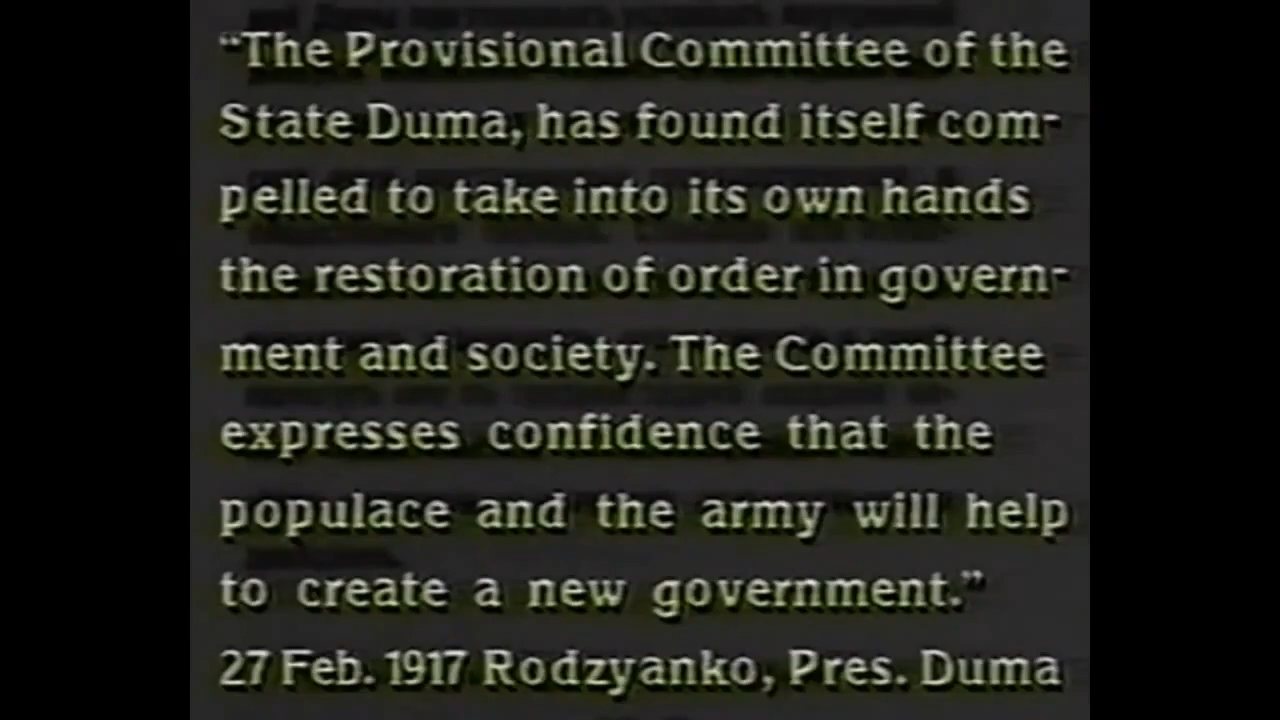 “The Provisional Committee of the
State Duma, has found itself com-
pelled to take into its own hands
the restoration of order in govern-
ment and society. The Committee
expresses confidence that the
populace and the army will help
to create a new government.”
27 Feb. 1917 Rodzyanko, Pres. Duma